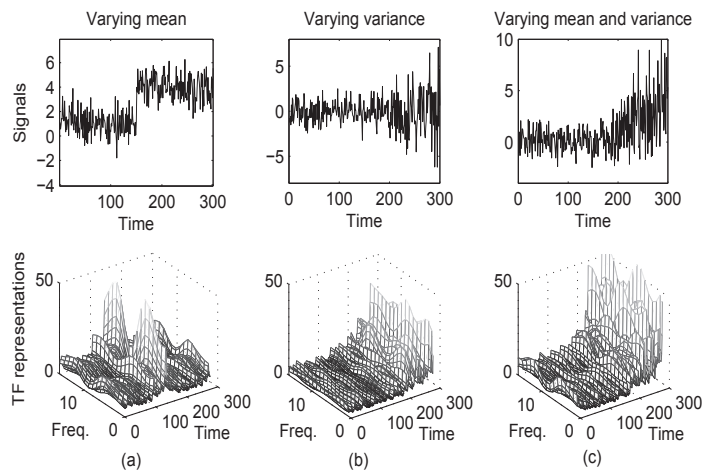 Varying mean
Varying variance
Varying mean and variance
Signals
6
4
2
0
−2
−4
100
200
300
Time
5
0
−5
0
100
200
300
Time
10
5
0
0
100
200
300
Time
TF representations
50
0
10
0
Freq.
0
100
200
300
Time
(a)
50
0
10
0
Freq.
0
100
200
300
Time
(b)
50
0
10
0
Freq.
0
100
200
300
Time
(c)